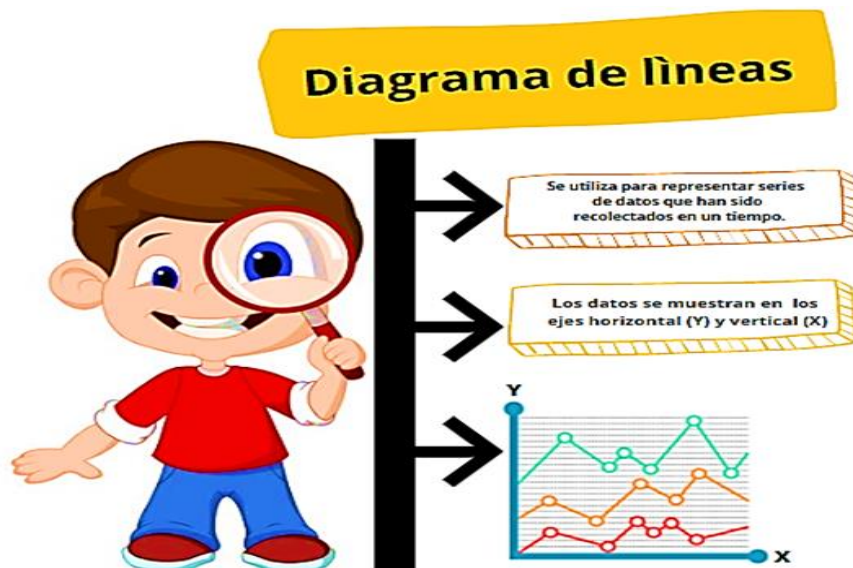 Diagrama de lìneas
Se utiliza para representar series
de datos que han sido
recolectados en un tiempo.
Los datos se muestran en los
ejes horizontal (Y) y vertical (X)
Y
X